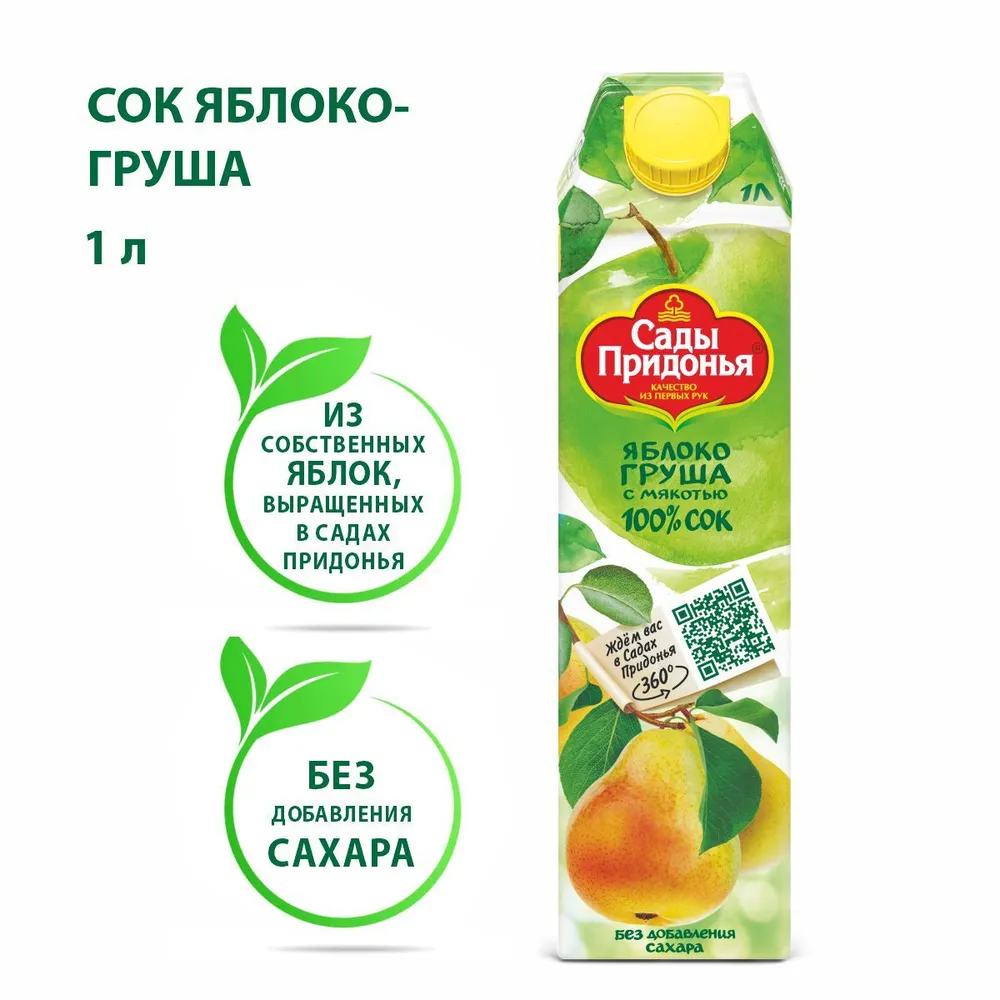 СОК ЯБЛОКО-
ГРУША
1 л
ИЗ
СОБСТВЕННЫХ
ЯБЛОК,
ВЫРАЩЕННЫХ
В САДАХ
ПРИДОНЬЯ
БЕЗ
ДОБАВЛЕНИЯ
САХАРА
1Л
Сады
Придонья®
КАЧЕСТВО
ИЗ ПЕРВЫХ РУК
ЯБЛОКО
ГРУША
С МЯКОТЬЮ
100% СОК
Ждём вас
в Садах
Придонья
360°
БЕЗ ДОБАВЛЕНИЯ
САХАРА